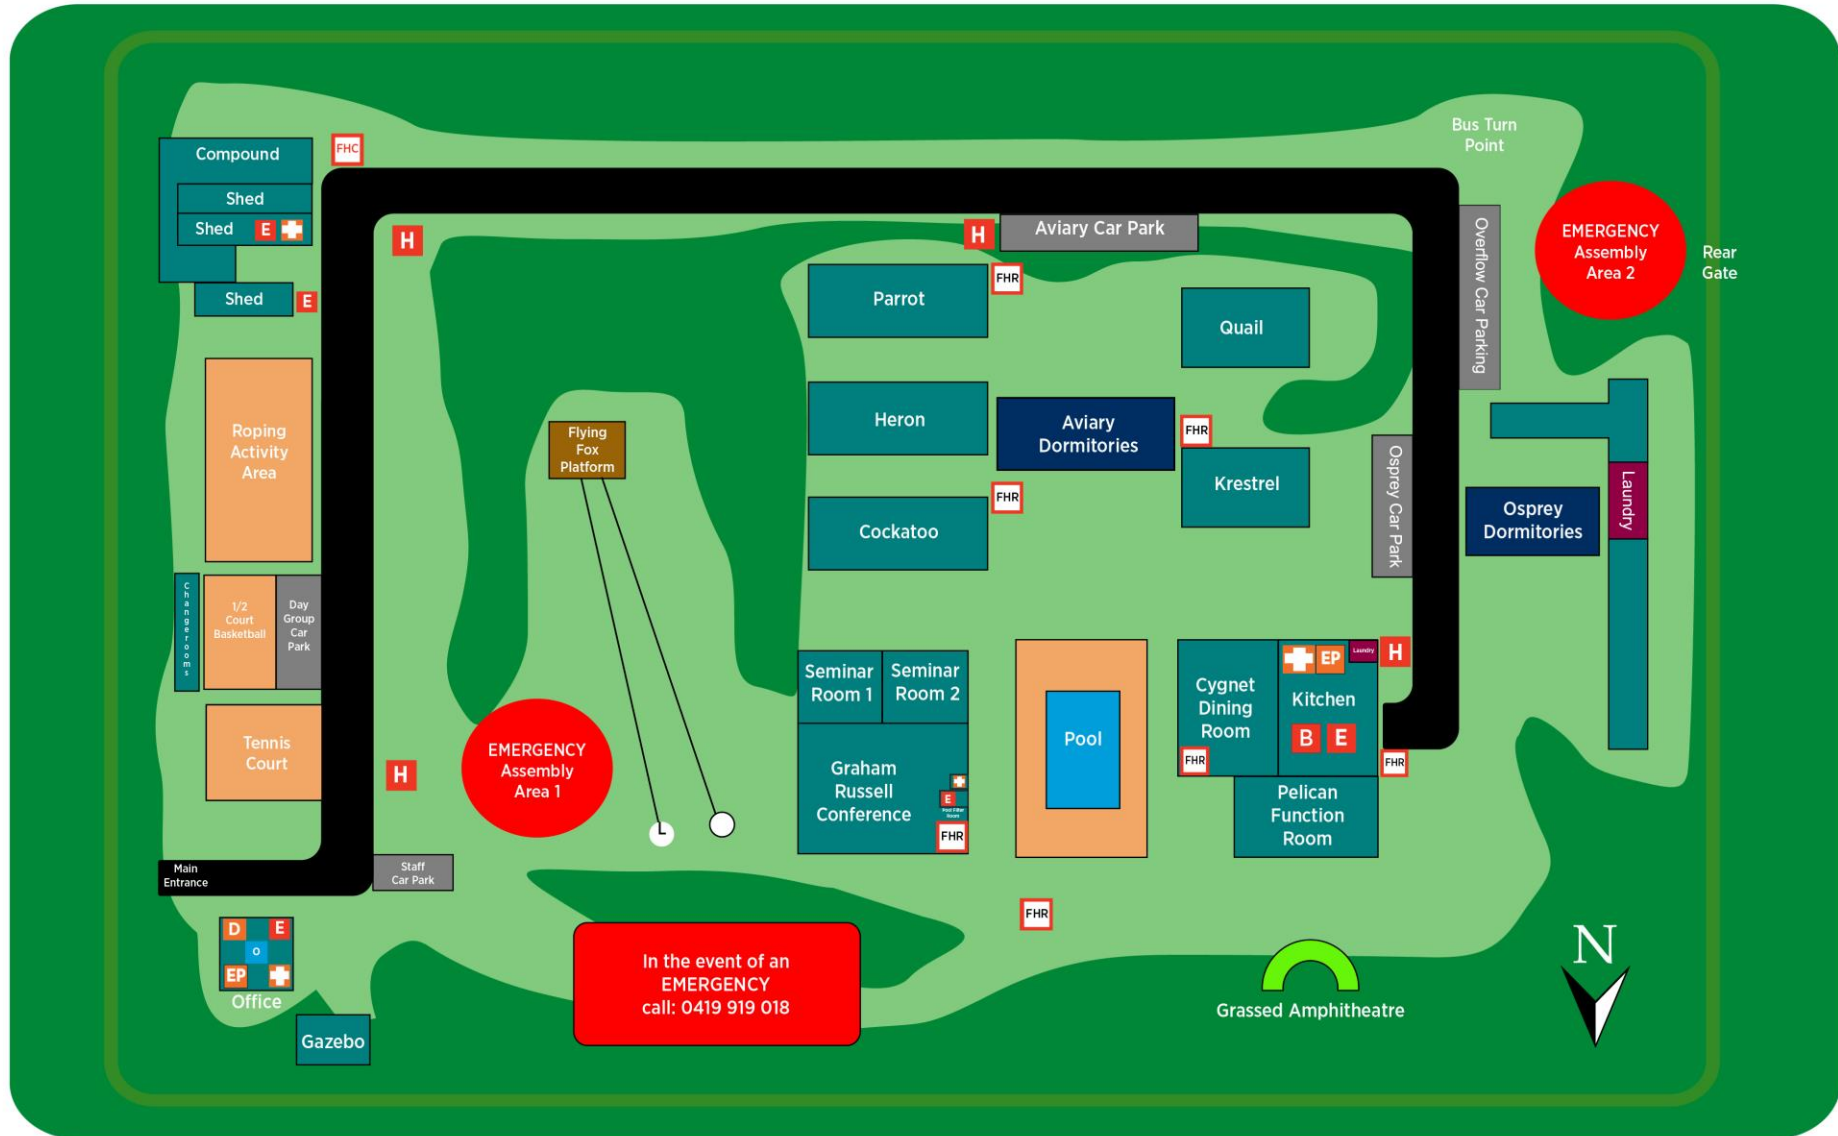 Compound
FHC
Shed
Shed
E
Shed
E
H
H
Aviary Car Park
Bus Turn
Point
Overflow Car Parking
EMERGENCY
Assembly
Area 2
Rear
Gate
Parrot
FHR
Quail
Roping
Activity
Area
Flying
Fox
Platform
Heron
Aviary
Dormitories
FHR
Krestrel
Cockatoo
FHR
Osprey Car Park
Osprey
Dormitories
Laundry
Changerooms
1/2
Court
Basketball
Day
Group
Car
Park
Tennis
Court
H
EMERGENCY
Assembly
Area 1
L
Seminar
Room 1
Seminar
Room 2
Graham
Russell
Conference
E
Pool Filter
Room
FHR
Pool
Cygnet
Dining
Room
FHR
EP
Laundry
H
Kitchen
B
E
FHR
Pelican
Function
Room
Main
Entrance
Staff
Car Park
D
E
O
EP
Office
Gazebo
In the event of an
EMERGENCY
call: 0419 919 018
FHR
Grassed Amphitheatre
N